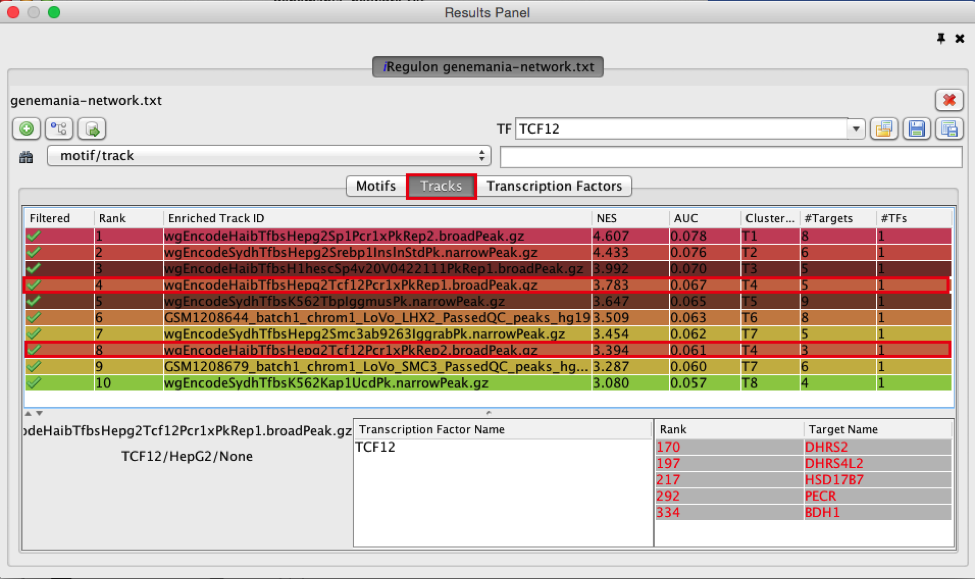 Results Panel
iRegulon genemania-network.txt
genemania-network.txt
TF TCF12
motif/track
Motifs Tracks Transcription Factors
Filtered Rank Enriched Track ID NES AUC Cluster... #Targets #TFs
1 wgEncodeHaibTfbsHepg2Sp1Pcr1xPkRep2.broadPeak.gz 4.607 0.078 T1 8 1
2 wgEncodeSydhTfbsHepg2Srebp1InsInStdPk.narrowPeak.gz 4.433 0.076 T2 6 1
3 wgEncodeHaibTfbsH1hescSp4v20V0422111PkRep1.broadPeak.gz 3.992 0.070 T3 5 1
4 wgEncodeHaibTfbsHepg2Tcf12Pcr1xPkRep1.broadPeak.gz 3.783 0.067 T4 5 1
5 wgEncodeSydhTfbsK562TbpIggmusPk.narrowPeak.gz 3.647 0.065 T5 9 1
6 GSM1208644_batch1_chrom1_LoVo_LHX2_PassedQC_peaks_hg19 3.509 0.063 T6 8 1
7 wgEncodeSydhTfbsHepg2Smc3ab9263IggrabPk.narrowPeak.gz 3.454 0.062 T7 5 1
8 wgEncodeHaibTfbsHepg2Tcf12Pcr1xPkRep2.broadPeak.gz 3.394 0.061 T4 3 1
9 GSM1208679_batch1_chrom1_LoVo_SMC3_PassedQC_peaks_hg... 3.287 0.060 T7 6 1
10 wgEncodeSydhTfbsK562Kap1UcdPk.narrowPeak.gz 3.080 0.057 T8 4 1
odeHaibTfbsHepg2Tcf12Pcr1xPkRep1.broadPeak.gz
TCF12/HepG2/None
Transcription Factor Name
TCF12
Rank Target Name
170 DHRS2
197 DHRS4L2
217 HSD17B7
292 PECR
334 BDH1